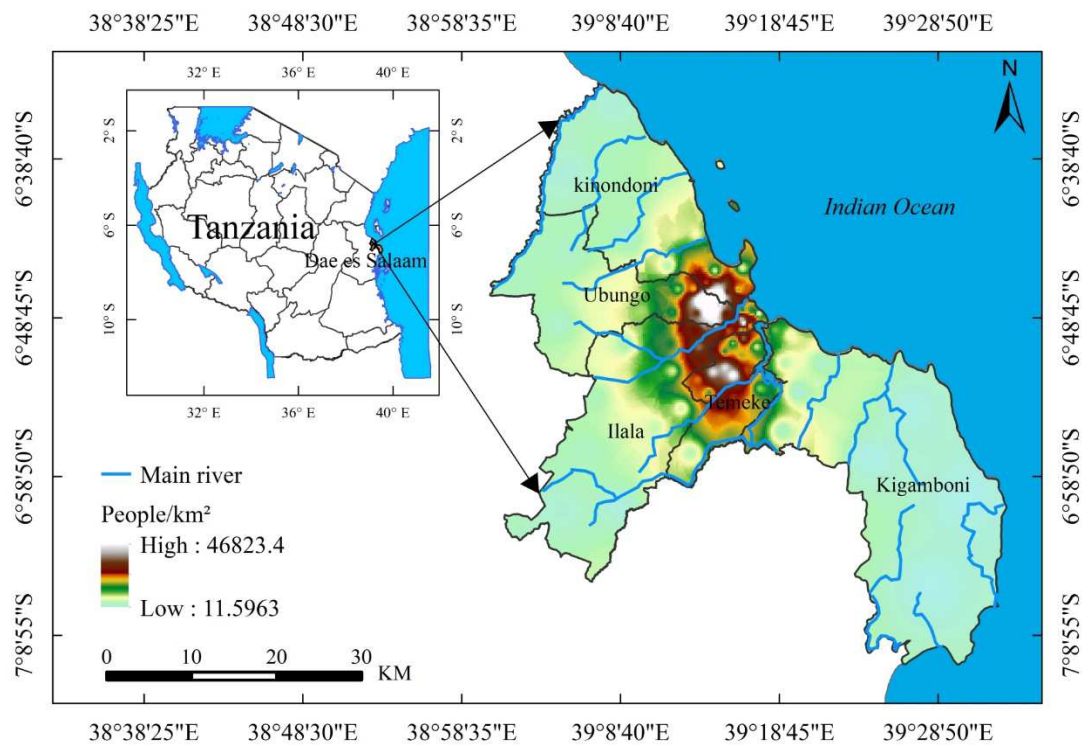 38°38'25"E 38°48'30"E 38°58'35"E 39°8'40"E 39°18'45"E 39°28'50"E
N
32° E 36° E 40° E
2°S
6°S
10°S
2°S
6°S
10°S
Tanzania
Dae es Salaam
32° E 36° E 40° E
6°38'40"S
6°48'45"S
6°58'50"S
7°8'55"S
kinondoni
Indian Ocean
Ubungo
Temeke
Ilala
Kigamboni
6°38'40"S
6°48'45"S
6°58'50"S
7°8'55"S
Main river
People/km²
High : 46823.4
Low : 11.5963
0 10 20 30
KM
38°38'25"E 38°48'30"E 38°58'35"E 39°8'40"E 39°18'45"E 39°28'50"E